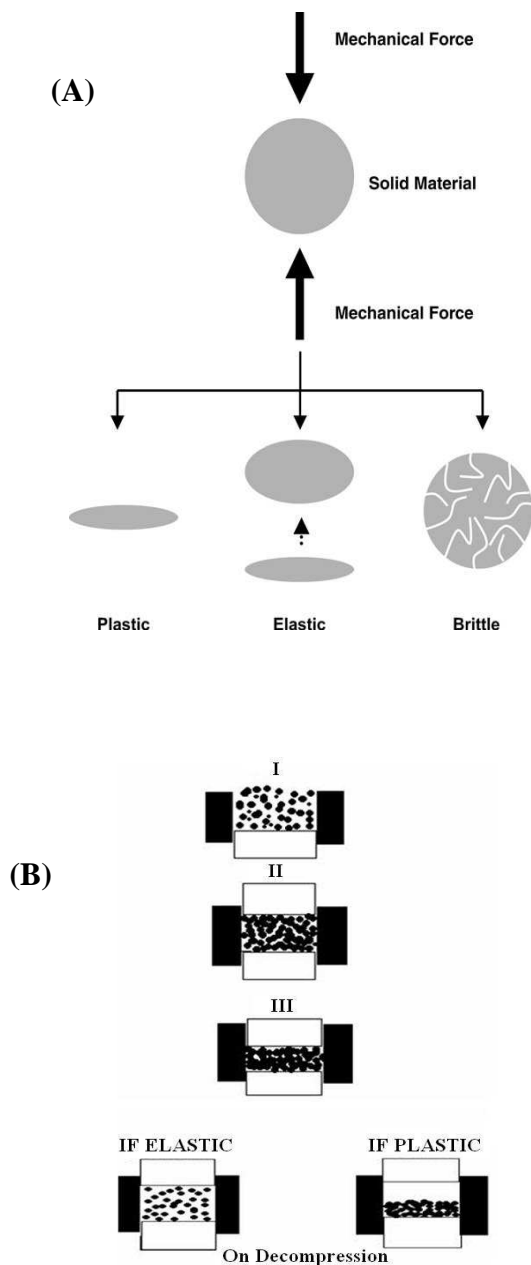 Mechanical Force
(A)
Solid Material
Mechanical Force
Plastic Elastic Brittle
I
(B)
II
III
IF ELASTIC IF PLASTIC
On Decompression